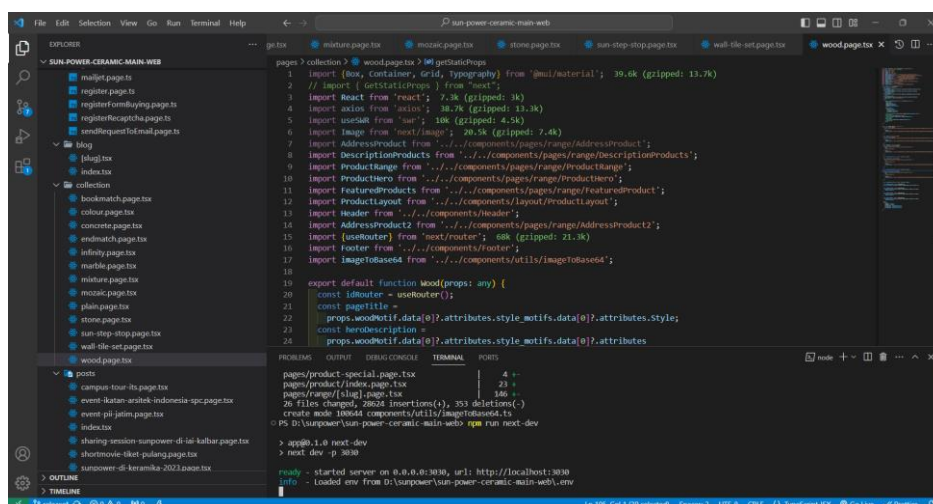 File Edit Selection View Go Run Terminal Help
sun-power-ceramic-main-web
EXPLORER
SUN-POWER-CERAMIC-MAIN-WEB
mailjet.page.ts
register.page.ts
registerFormBuying.page.ts
registerRecaptcha.page.ts
sendRequestToEmail.page.ts
blog
[slug].tsx
index.tsx
collection
bookmatch.page.tsx
colour.page.tsx
concrete.page.tsx
endmatch.page.tsx
infinity.page.tsx
marble.page.tsx
mixture.page.tsx
mozaic.page.tsx
plain.page.tsx
stone.page.tsx
sun-step-stop.page.tsx
wall-tile-set.page.tsx
wood.page.tsx
posts
campus-tour-its.page.tsx
event-ikatan-arsitek-indonesia-spc.page.tsx
event-pii-jatim.page.tsx
index.tsx
sharing-session-sunpower-di-iai-kalbar.page.tsx
shortmovie-tiket-pulang.page.tsx
sunpower-di-keramika-2023.page.tsx
OUTLINE
TIMELINE
ge.tsx mixture.page.tsx mozaic.page.tsx stone.page.tsx sun-step-stop.page.tsx wall-tile-set.page.tsx wood.page.tsx
pages > collection > wood.page.tsx > getStaticProps
1 import {Box, Container, Grid, Typography} from '@mui/material'; 39.6k (gzipped: 13.7k)
2 // import { GetStaticProps } from "next";
3 import React from 'react'; 7.3k (gzipped: 3k)
4 import axios from 'axios'; 38.7k (gzipped: 13.3k)
5 import useSWR from 'swr'; 10k (gzipped: 4.5k)
6 import Image from 'next/image'; 20.5k (gzipped: 7.4k)
7 import AddressProduct from '../../components/pages/range/AddressProduct';
8 import DescriptionProducts from '../../components/pages/range/DescriptionProducts';
9 import ProductRange from '../../components/pages/range/ProductRange';
10 import ProductHero from '../../components/pages/range/ProductHero';
11 import FeaturedProducts from '../../components/pages/range/FeaturedProduct';
12 import ProductLayout from '../../components/layout/ProductLayout';
13 import Header from '../../components/Header';
14 import AddressProduct2 from '../../components/pages/range/AddressProduct2';
15 import {useRouter} from 'next/router'; 68k (gzipped: 21.3k)
16 import Footer from '../../components/Footer';
17 import imageToBase64 from '../../components/utils/imageToBase64';
18
19 export default function Wood(props: any) {
20 const idRouter = useRouter();
21 const pageTitle =
22 props.woodMotif.data[0]?.attributes.style_motifs.data[0]?.attributes.Style;
23 const heroDescription =
24 props.woodMotif.data[0]?.attributes.style_motifs.data[0]?.attributes
PROBLEMS OUTPUT DEBUG CONSOLE TERMINAL PORTS
node
pages/product-special.page.tsx | 4 +-
pages/product/index.page.tsx | 23 +
pages/range/[slug].page.tsx | 146 +-
26 files changed, 28624 insertions(+), 353 deletions(-)
create mode 100644 components/utils/imageToBase64.ts
PS D:\sunpower\sun-power-ceramic-main-web> npm run next-dev
> app@0.1.0 next-dev
> next dev -p 3030
ready - started server on 0.0.0.0:3030, url: http://localhost:3030
info - Loaded env from D:\sunpower\sun-power-ceramic-main-web\.env